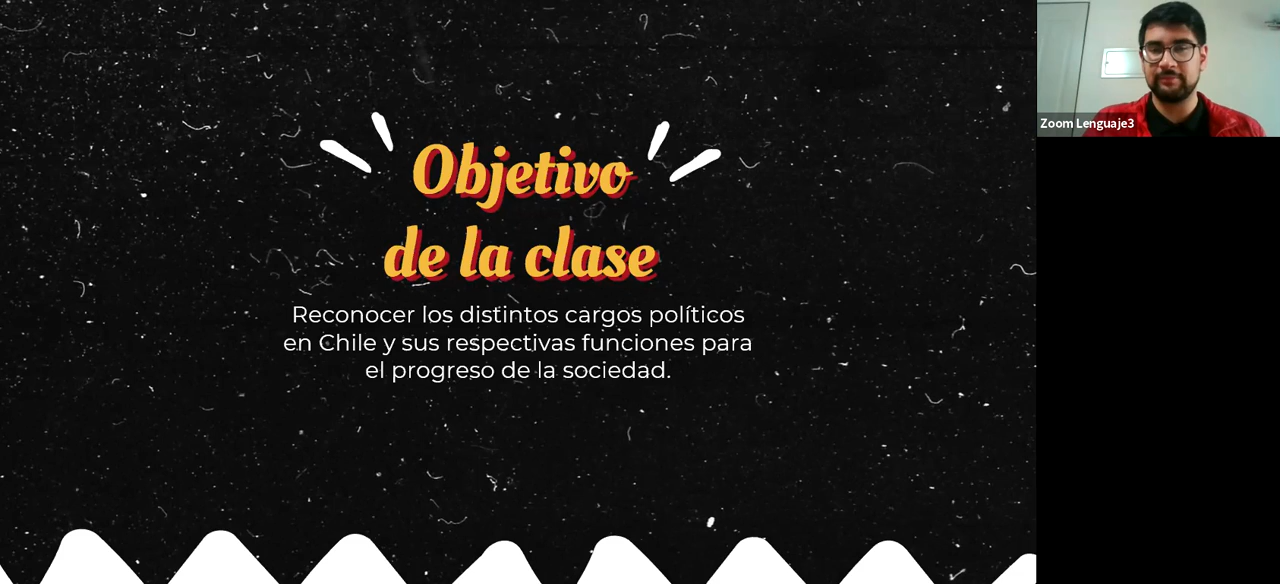 Objetivo
de la clase
Reconocer los distintos cargos políticos
en Chile y sus respectivas funciones para
el progreso de la sociedad.
Zoom Lenguaje3